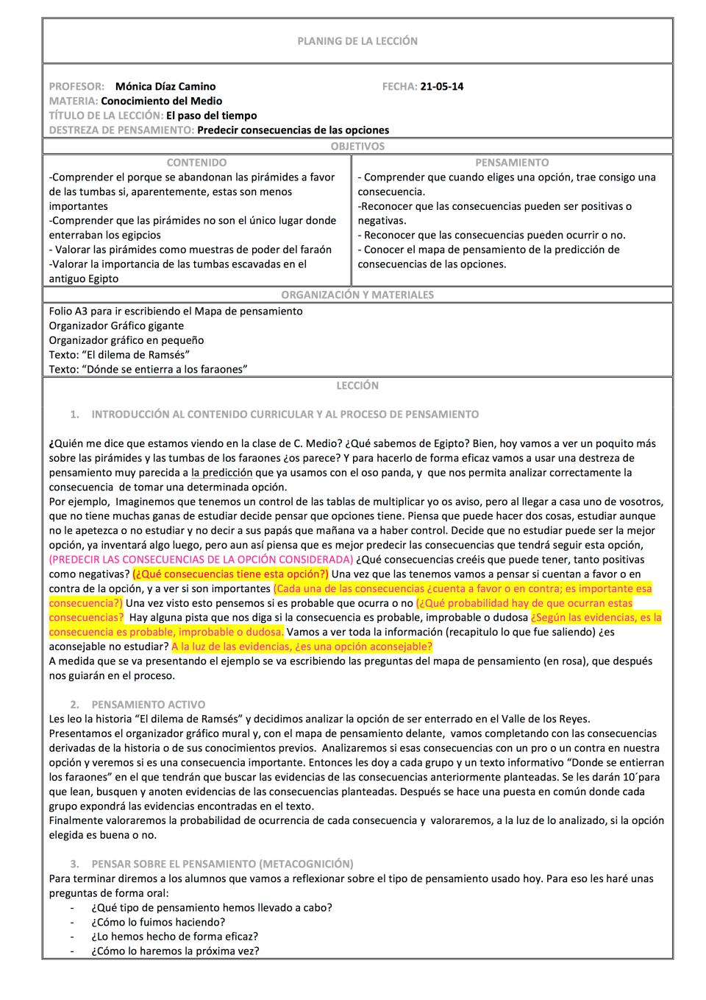 PLANING DE LA LECCIÓN
PROFESOR: Mónica Díaz Camino FECHA: 21-05-14
MATERIA: Conocimiento del Medio
TÍTULO DE LA LECCIÓN: El paso del tiempo
DESTREZA DE PENSAMIENTO: Predecir consecuencias de las opciones
OBJETIVOS
CONTENIDO
-Comprender el porque se abandonan las pirámides a favor
de las tumbas si, aparentemente, estas son menos
importantes
-Comprender que las pirámides no son el único lugar donde
enterraban los egipcios
- Valorar las pirámides como muestras de poder del faraón
-Valorar la importancia de las tumbas escavadas en el
antiguo Egipto
PENSAMIENTO
- Comprender que cuando eliges una opción, trae consigo una
consecuencia.
-Reconocer que las consecuencias pueden ser positivas o
negativas.
- Reconocer que las consecuencias pueden ocurrir o no.
- Conocer el mapa de pensamiento de la predicción de
consecuencias de las opciones.
ORGANIZACIÓN Y MATERIALES
Folio A3 para ir escribiendo el Mapa de pensamiento
Organizador Gráfico gigante
Organizador gráfico en pequeño
Texto: “El dilema de Ramsés”
Texto: “Dónde se entierra a los faraones”
LECCIÓN
1. INTRODUCCIÓN AL CONTENIDO CURRICULAR Y AL PROCESO DE PENSAMIENTO
¿Quién me dice que estamos viendo en la clase de C. Medio? ¿Qué sabemos de Egipto? Bien, hoy vamos a ver un poquito más
sobre las pirámides y las tumbas de los faraones ¿os parece? Y para hacerlo de forma eficaz vamos a usar una destreza de
pensamiento muy parecida a la predicción que ya usamos con el oso panda, y que nos permita analizar correctamente la
consecuencia de tomar una determinada opción.
Por ejemplo, Imaginemos que tenemos un control de las tablas de multiplicar yo os aviso, pero al llegar a casa uno de vosotros,
que no tiene muchas ganas de estudiar decide pensar que opciones tiene. Piensa que puede hacer dos cosas, estudiar aunque
no le apetezca o no estudiar y no decir a sus papás que mañana va a haber control. Decide que no estudiar puede ser la mejor
opción, ya inventará algo luego, pero aun así piensa que es mejor predecir las consecuencias que tendrá seguir esta opción,
(PREDECIR LAS CONSECUENCIAS DE LA OPCIÓN CONSIDERADA) ¿Qué consecuencias creéis que puede tener, tanto positivas
como negativas? (¿Qué consecuencias tiene esta opción?) Una vez que las tenemos vamos a pensar si cuentan a favor o en
contra de la opción, y a ver si son importantes (Cada una de las consecuencias ¿cuenta a favor o en contra; es importante esa
consecuencia?) Una vez visto esto pensemos si es probable que ocurra o no (¿Qué probabilidad hay de que ocurran estas
consecuencias? Hay alguna pista que nos diga si la consecuencia es probable, improbable o dudosa ¿Según las evidencias, es la
consecuencia es probable, improbable o dudosa. Vamos a ver toda la información (recapitulo lo que fue saliendo) ¿es
aconsejable no estudiar? A la luz de las evidencias, ¿es una opción aconsejable?
A medida que se va presentando el ejemplo se va escribiendo las preguntas del mapa de pensamiento (en rosa), que después
nos guiarán en el proceso.
2. PENSAMIENTO ACTIVO
Les leo la historia “El dilema de Ramsés” y decidimos analizar la opción de ser enterrado en el Valle de los Reyes.
Presentamos el organizador gráfico mural y, con el mapa de pensamiento delante, vamos completando con las consecuencias
derivadas de la historia o de sus conocimientos previos. Analizaremos si esas consecuencias con un pro o un contra en nuestra
opción y veremos si es una consecuencia importante. Entonces les doy a cada grupo y un texto informativo “Donde se entierran
los faraones” en el que tendrán que buscar las evidencias de las consecuencias anteriormente planteadas. Se les darán 10´para
que lean, busquen y anoten evidencias de las consecuencias planteadas. Después se hace una puesta en común donde cada
grupo expondrá las evidencias encontradas en el texto.
Finalmente valoraremos la probabilidad de ocurrencia de cada consecuencia y valoraremos, a la luz de lo analizado, si la opción
elegida es buena o no.
3. PENSAR SOBRE EL PENSAMIENTO (METACOGNICIÓN)
Para terminar diremos a los alumnos que vamos a reflexionar sobre el tipo de pensamiento usado hoy. Para eso les haré unas
preguntas de forma oral:
- ¿Qué tipo de pensamiento hemos llevado a cabo?
- ¿Cómo lo fuimos haciendo?
- ¿Lo hemos hecho de forma eficaz?
- ¿Cómo lo haremos la próxima vez?